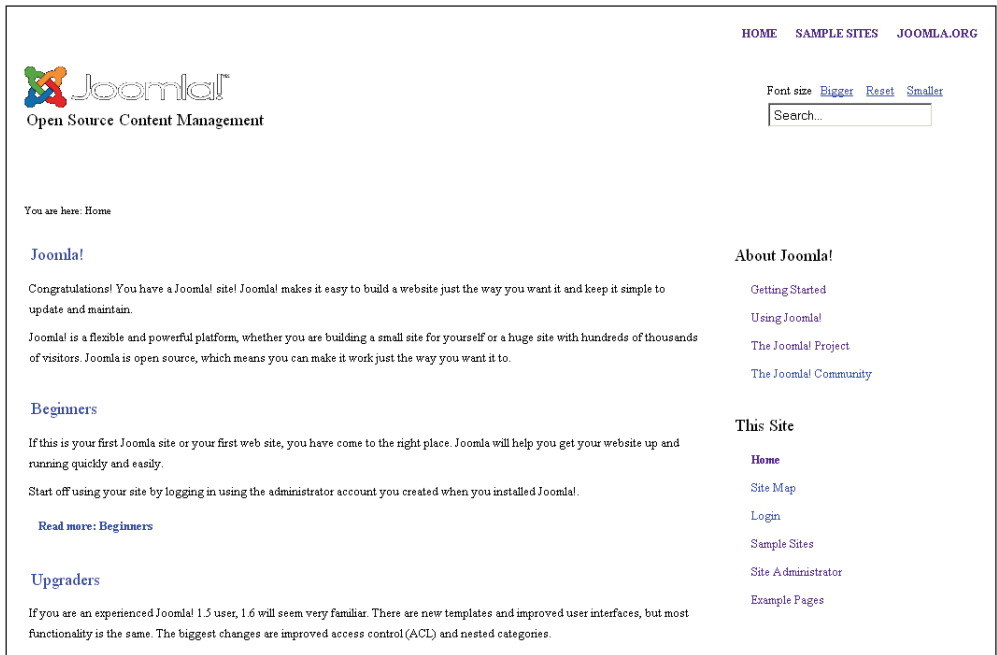 HOME SAMPLE SITES JOOMLA.ORG
Joomla!™
Open Source Content Management
Font size Bigger Reset Smaller
Search...
You are here: Home
Joomla!
Congratulations! You have a Joomla! site! Joomla! makes it easy to build a website just the way you want it and keep it simple to
update and maintain.
Joomla! is a flexible and powerful platform, whether you are building a small site for yourself or a huge site with hundreds of thousands
of visitors. Joomla is open source, which means you can make it work just the way you want it to.
Beginners
If this is your first Joomla site or your first web site, you have come to the right place. Joomla will help you get your website up and
running quickly and easily.
Start off using your site by logging in using the administrator account you created when you installed Joomla!.
Read more: Beginners
Upgraders
If you are an experienced Joomla! 1.5 user, 1.6 will seem very familiar. There are new templates and improved user interfaces, but most
functionality is the same. The biggest changes are improved access control (ACL) and nested categories.
About Joomla!
Getting Started
Using Joomla!
The Joomla! Project
The Joomla! Community
This Site
Home
Site Map
Login
Sample Sites
Site Administrator
Example Pages